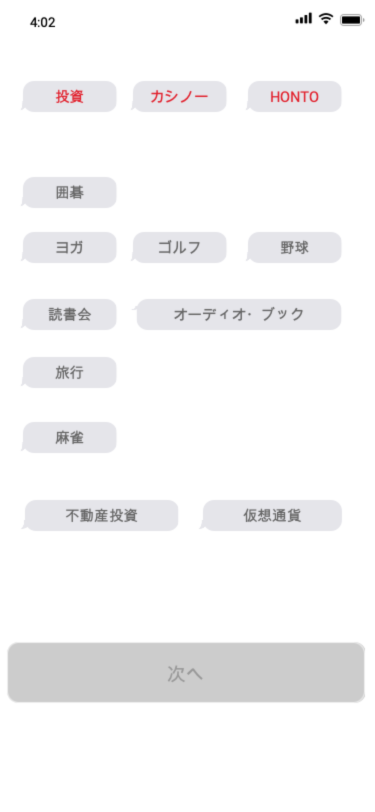 4:02
投資 カシノー HONTO
囲碁
ヨガ ゴルフ 野球
読書会 オーディオ・ブック
旅行
麻雀
不動産投資 仮想通貨
次へ